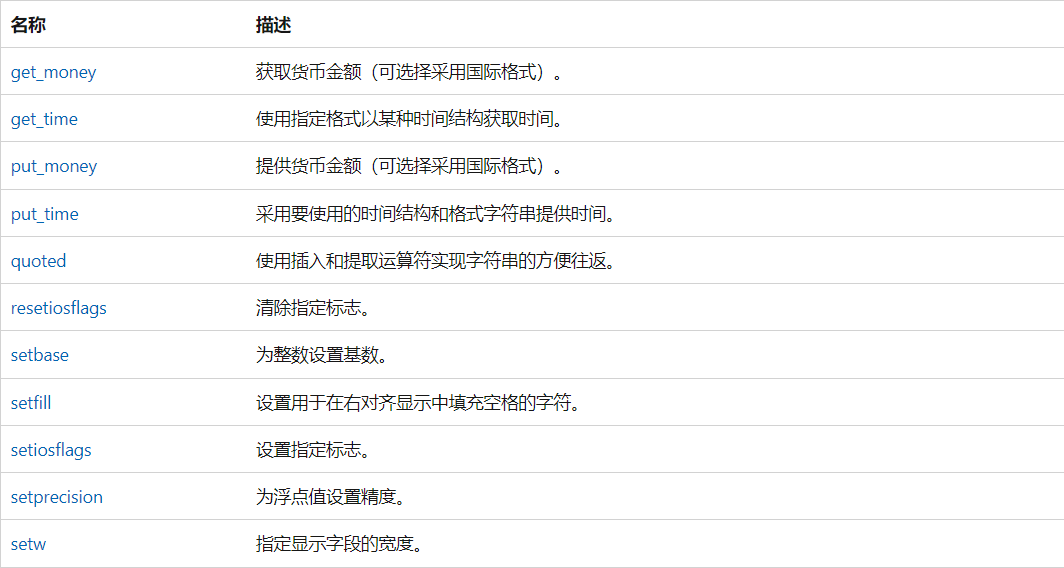 名称 描述
get_money 获取货币金额（可选择采用国际格式）。
get_time 使用指定格式以某种时间结构获取时间。
put_money 提供货币金额（可选择采用国际格式）。
put_time 采用要使用的时间结构和格式字符串提供时间。
quoted 使用插入和提取运算符实现字符串的方便往返。
resetiosflags 清除指定标志。
setbase 为整数设置基数。
setfill 设置用于在右对齐显示中填充空格的字符。
setiosflags 设置指定标志。
setprecision 为浮点值设置精度。
setw 指定显示字段的宽度。